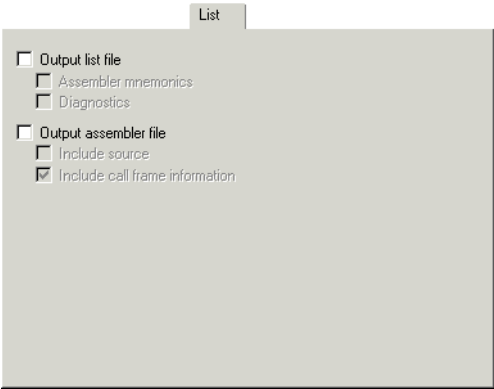 List
Output list file
Assembler mnemonics
Diagnostics
Output assembler file
Include source
Include call frame information